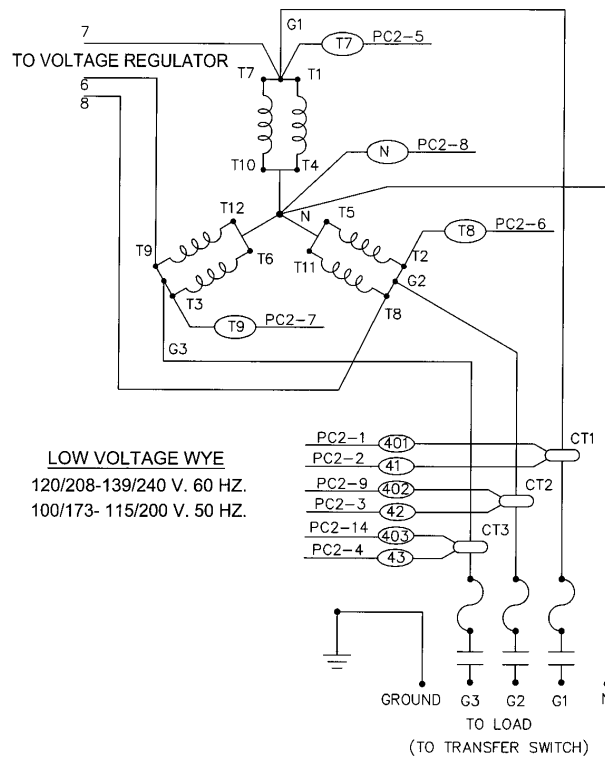 G1
7
T7 PC2-5
TO VOLTAGE REGULATOR
T7 T1
6
8
T10 T4
N PC2-8
T12 N T5
T8 PC2-6
T9 T6 T11 T2
G2
T3 T8
T9 PC2-7
G3
PC2-1 401
CT1
PC2-2 41
LOW VOLTAGE WYE
120/208-139/240 V. 60 HZ.
100/173- 115/200 V. 50 HZ.
PC2-9 402
CT2
PC2-3 42
PC2-14 403
CT3
PC2-4 43
GROUND G3 G2 G1
TO LOAD
(TO TRANSFER SWITCH)